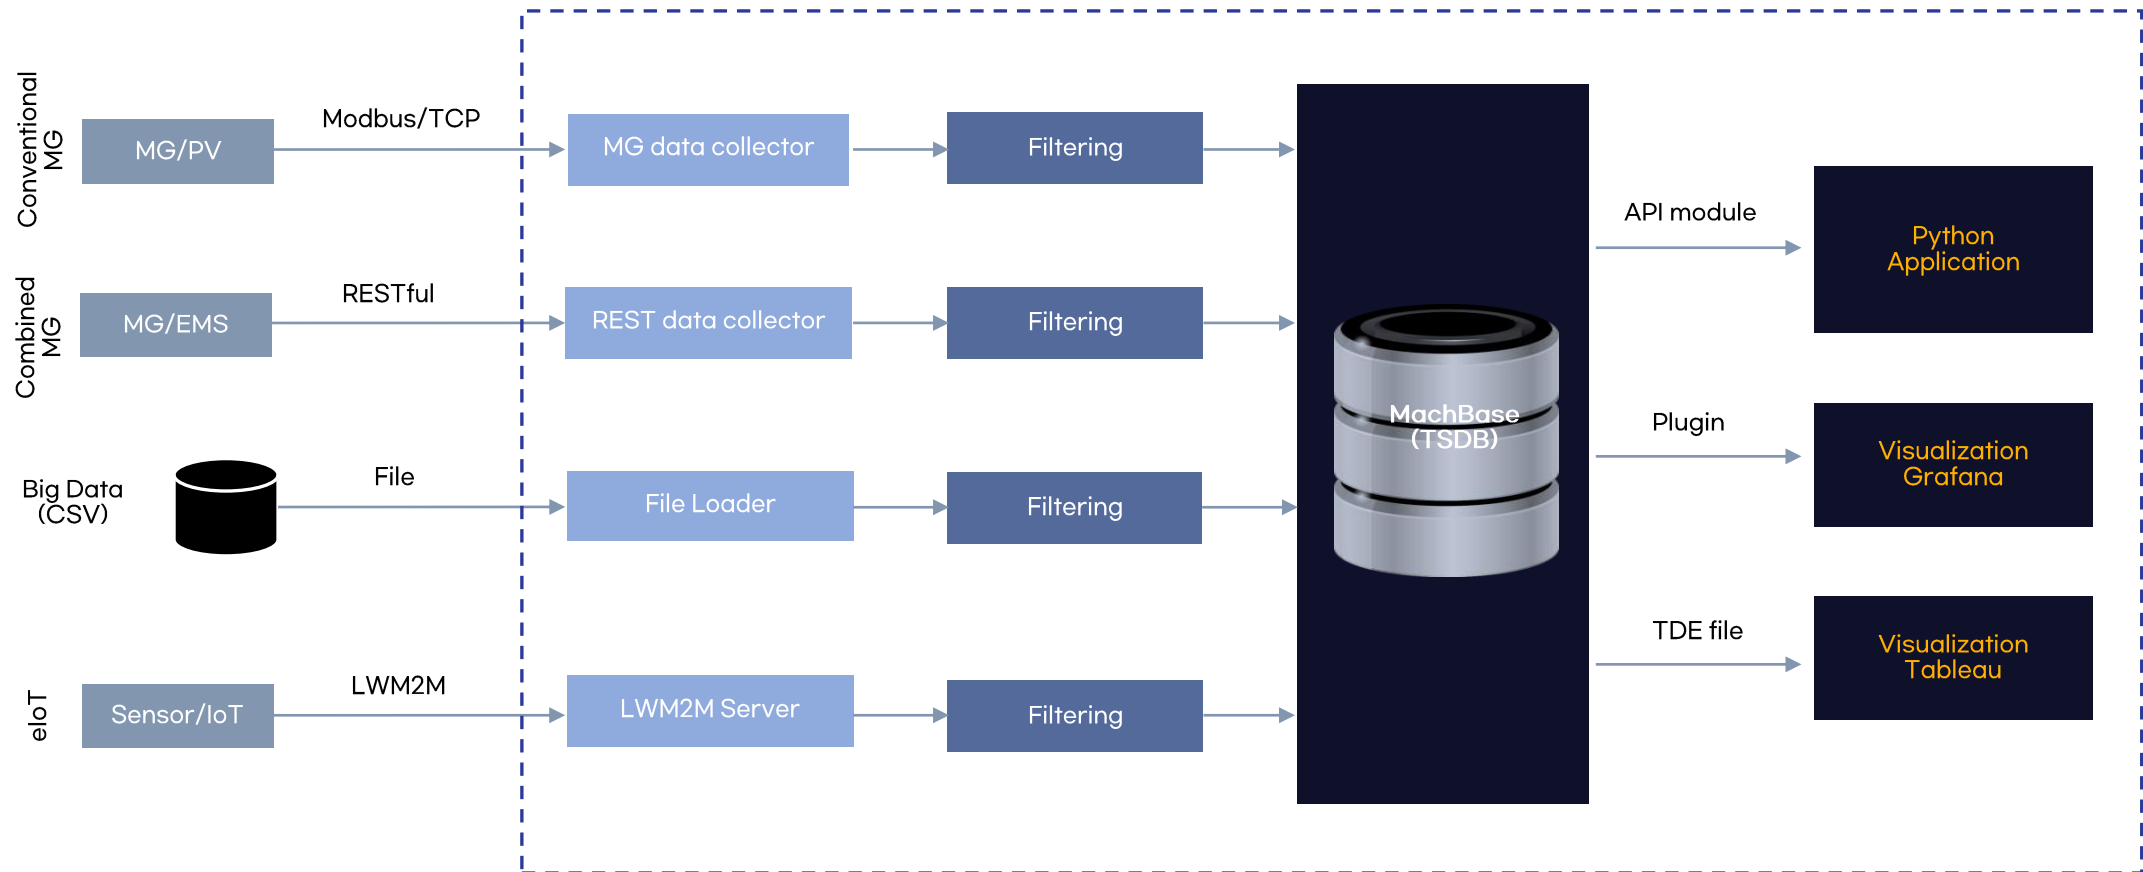 Conventional
MG
MG/PV
Modbus/TCP
MG data collector
Filtering
Combined
MG
MG/EMS
RESTful
REST data collector
Filtering
Big Data
(CSV)
File
File Loader
Filtering
eIoT
Sensor/IoT
LWM2M
LWM2M Server
Filtering
MachBase
(TSDB)
API module
Python
Application
Plugin
Visualization
Grafana
TDE file
Visualization
Tableau